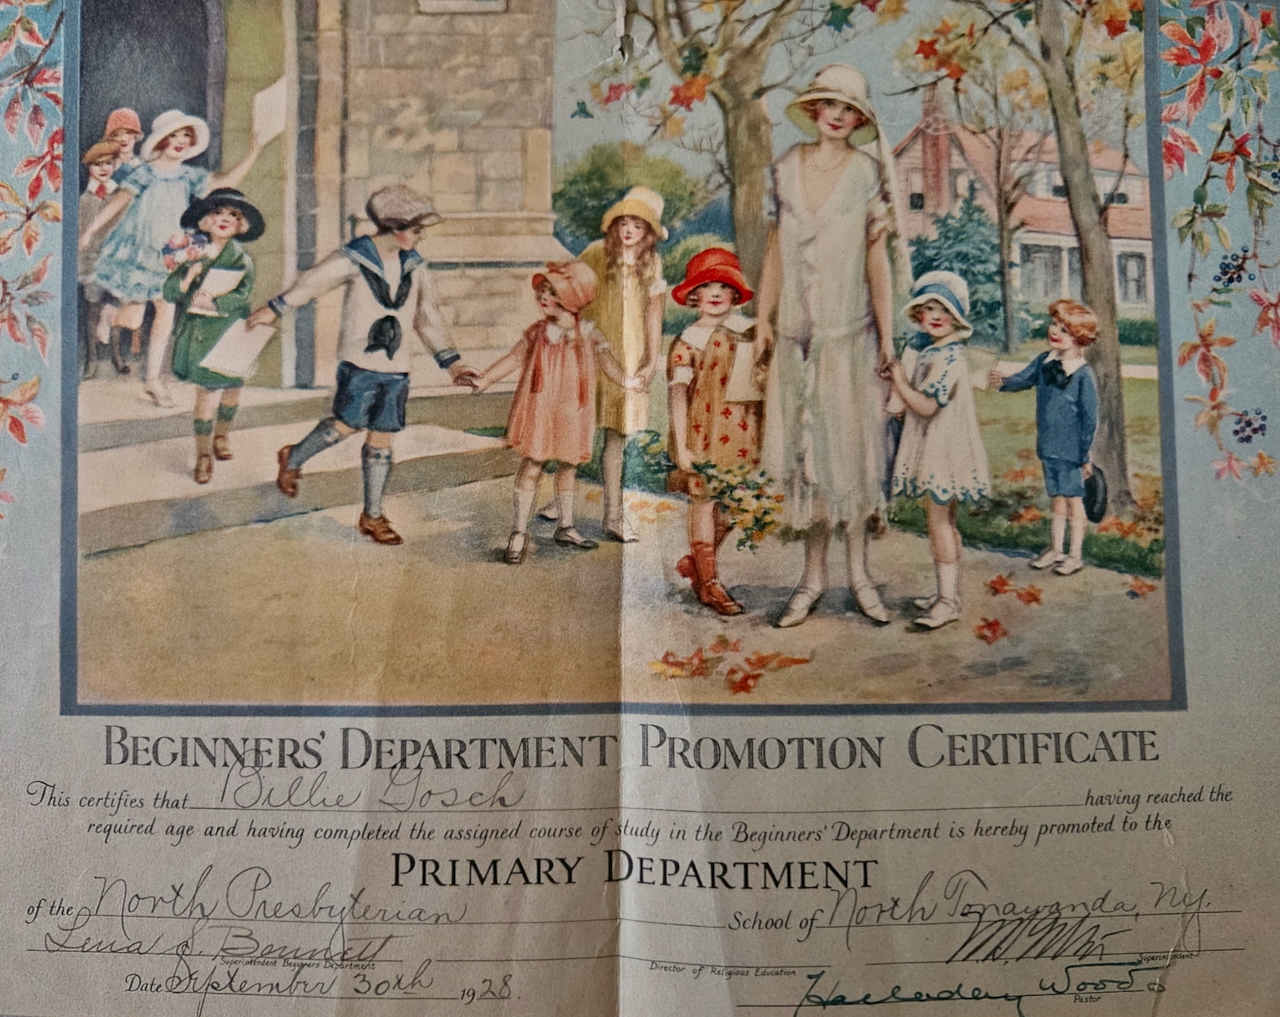 BEGINNERS' DEPARTMENT PROMOTION CERTIFICATE
This certifies that Billie Gosch having reached the
required age and having completed the assigned course of study in the Beginners' Department is hereby promoted to the
PRIMARY DEPARTMENT
of the North Presbyterian School of North Tonawanda, N.Y.
Lena S. Bennett
Superintendent Beginners Department Director of Religious Education Superintendent
Date September 30th 1928.
Halladay Woods
Pastor